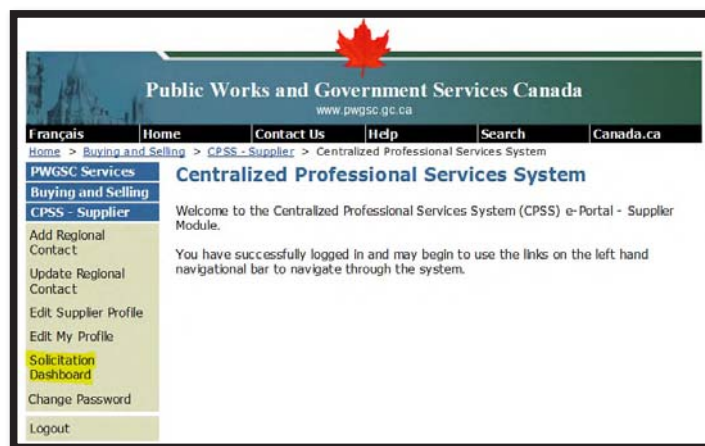 Public Works and Government Services Canada
www.pwgsc.gc.ca
Français Home Contact Us Help Search Canada.ca
Home > Buying and Selling > CPSS - Supplier > Centralized Professional Services System
PWGSC Services
Buying and Selling
CPSS - Supplier
Add Regional
Contact
Update Regional
Contact
Edit Supplier Profile
Edit My Profile
Solicitation
Dashboard
Change Password
Logout
Centralized Professional Services System
Welcome to the Centralized Professional Services System (CPSS) e-Portal - Supplier
Module.
You have successfully logged in and may begin to use the links on the left hand
navigational bar to navigate through the system.